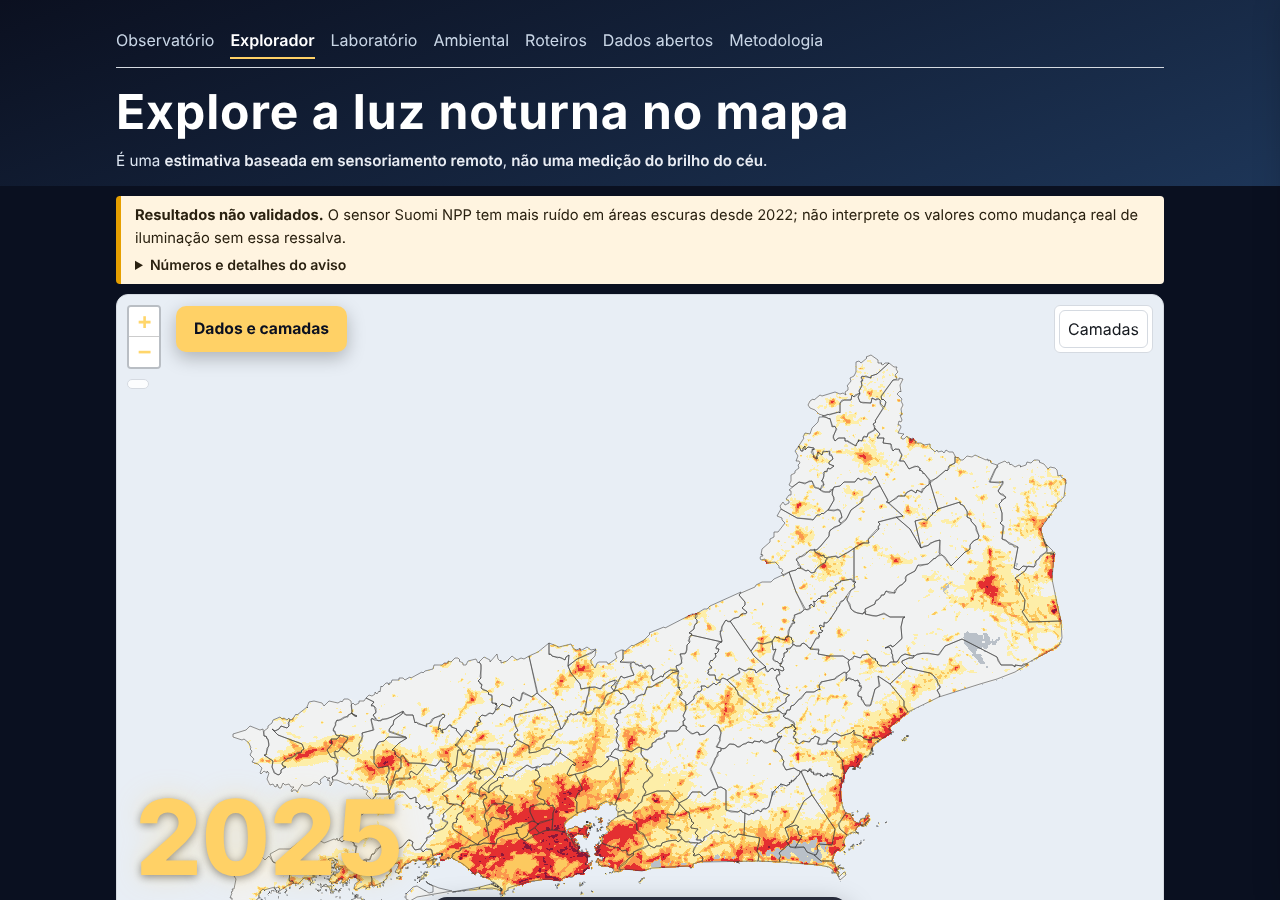 Observatório Explorador Laboratório Ambiental Roteiros Dados abertos Metodologia
Explore a luz noturna no mapa
É uma estimativa baseada em sensoriamento remoto, não uma medição do brilho do céu.
Resultados não validados. O sensor Suomi NPP tem mais ruído em áreas escuras desde 2022; não interprete os valores como mudança real de
iluminação sem essa ressalva.
Números e detalhes do aviso
+
−
Dados e camadas
Camadas
2025